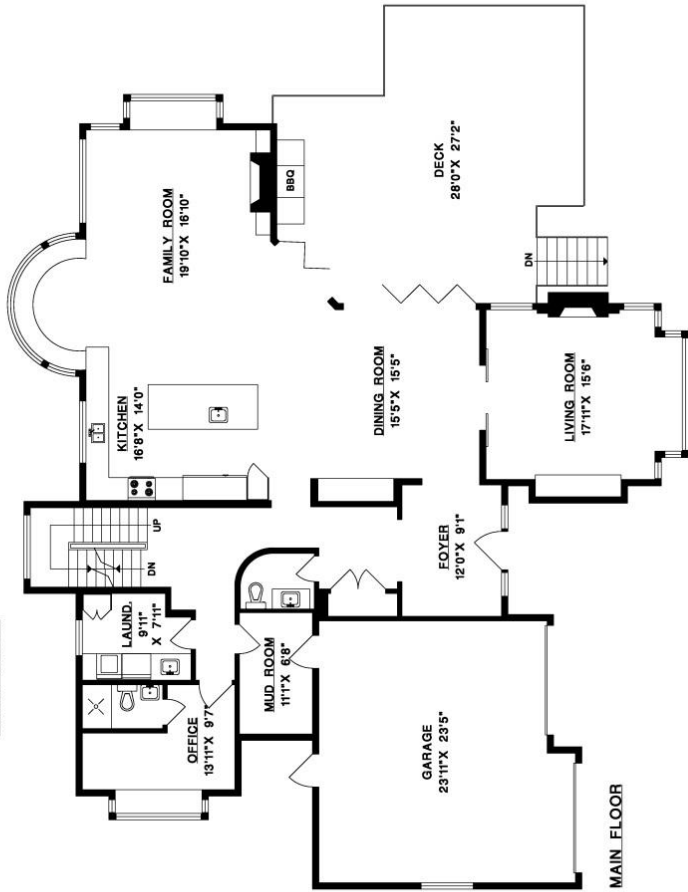 DECK
28'0"X 27'2"
BBQ
FAMILY ROOM
19'10"X 16'10"
DN
LIVING ROOM
17'11"X 15'6"
DINING ROOM
15'5"X 15'5"
KITCHEN
16'8"X 14'0"
UP
DN
FOYER
12'0"X 9'1"
LAUND.
9'11"
X 7'11"
MUD ROOM
11'1"X 6'8"
OFFICE
13'11"X 9'7"
GARAGE
23'11"X 23'5"
MAIN FLOOR